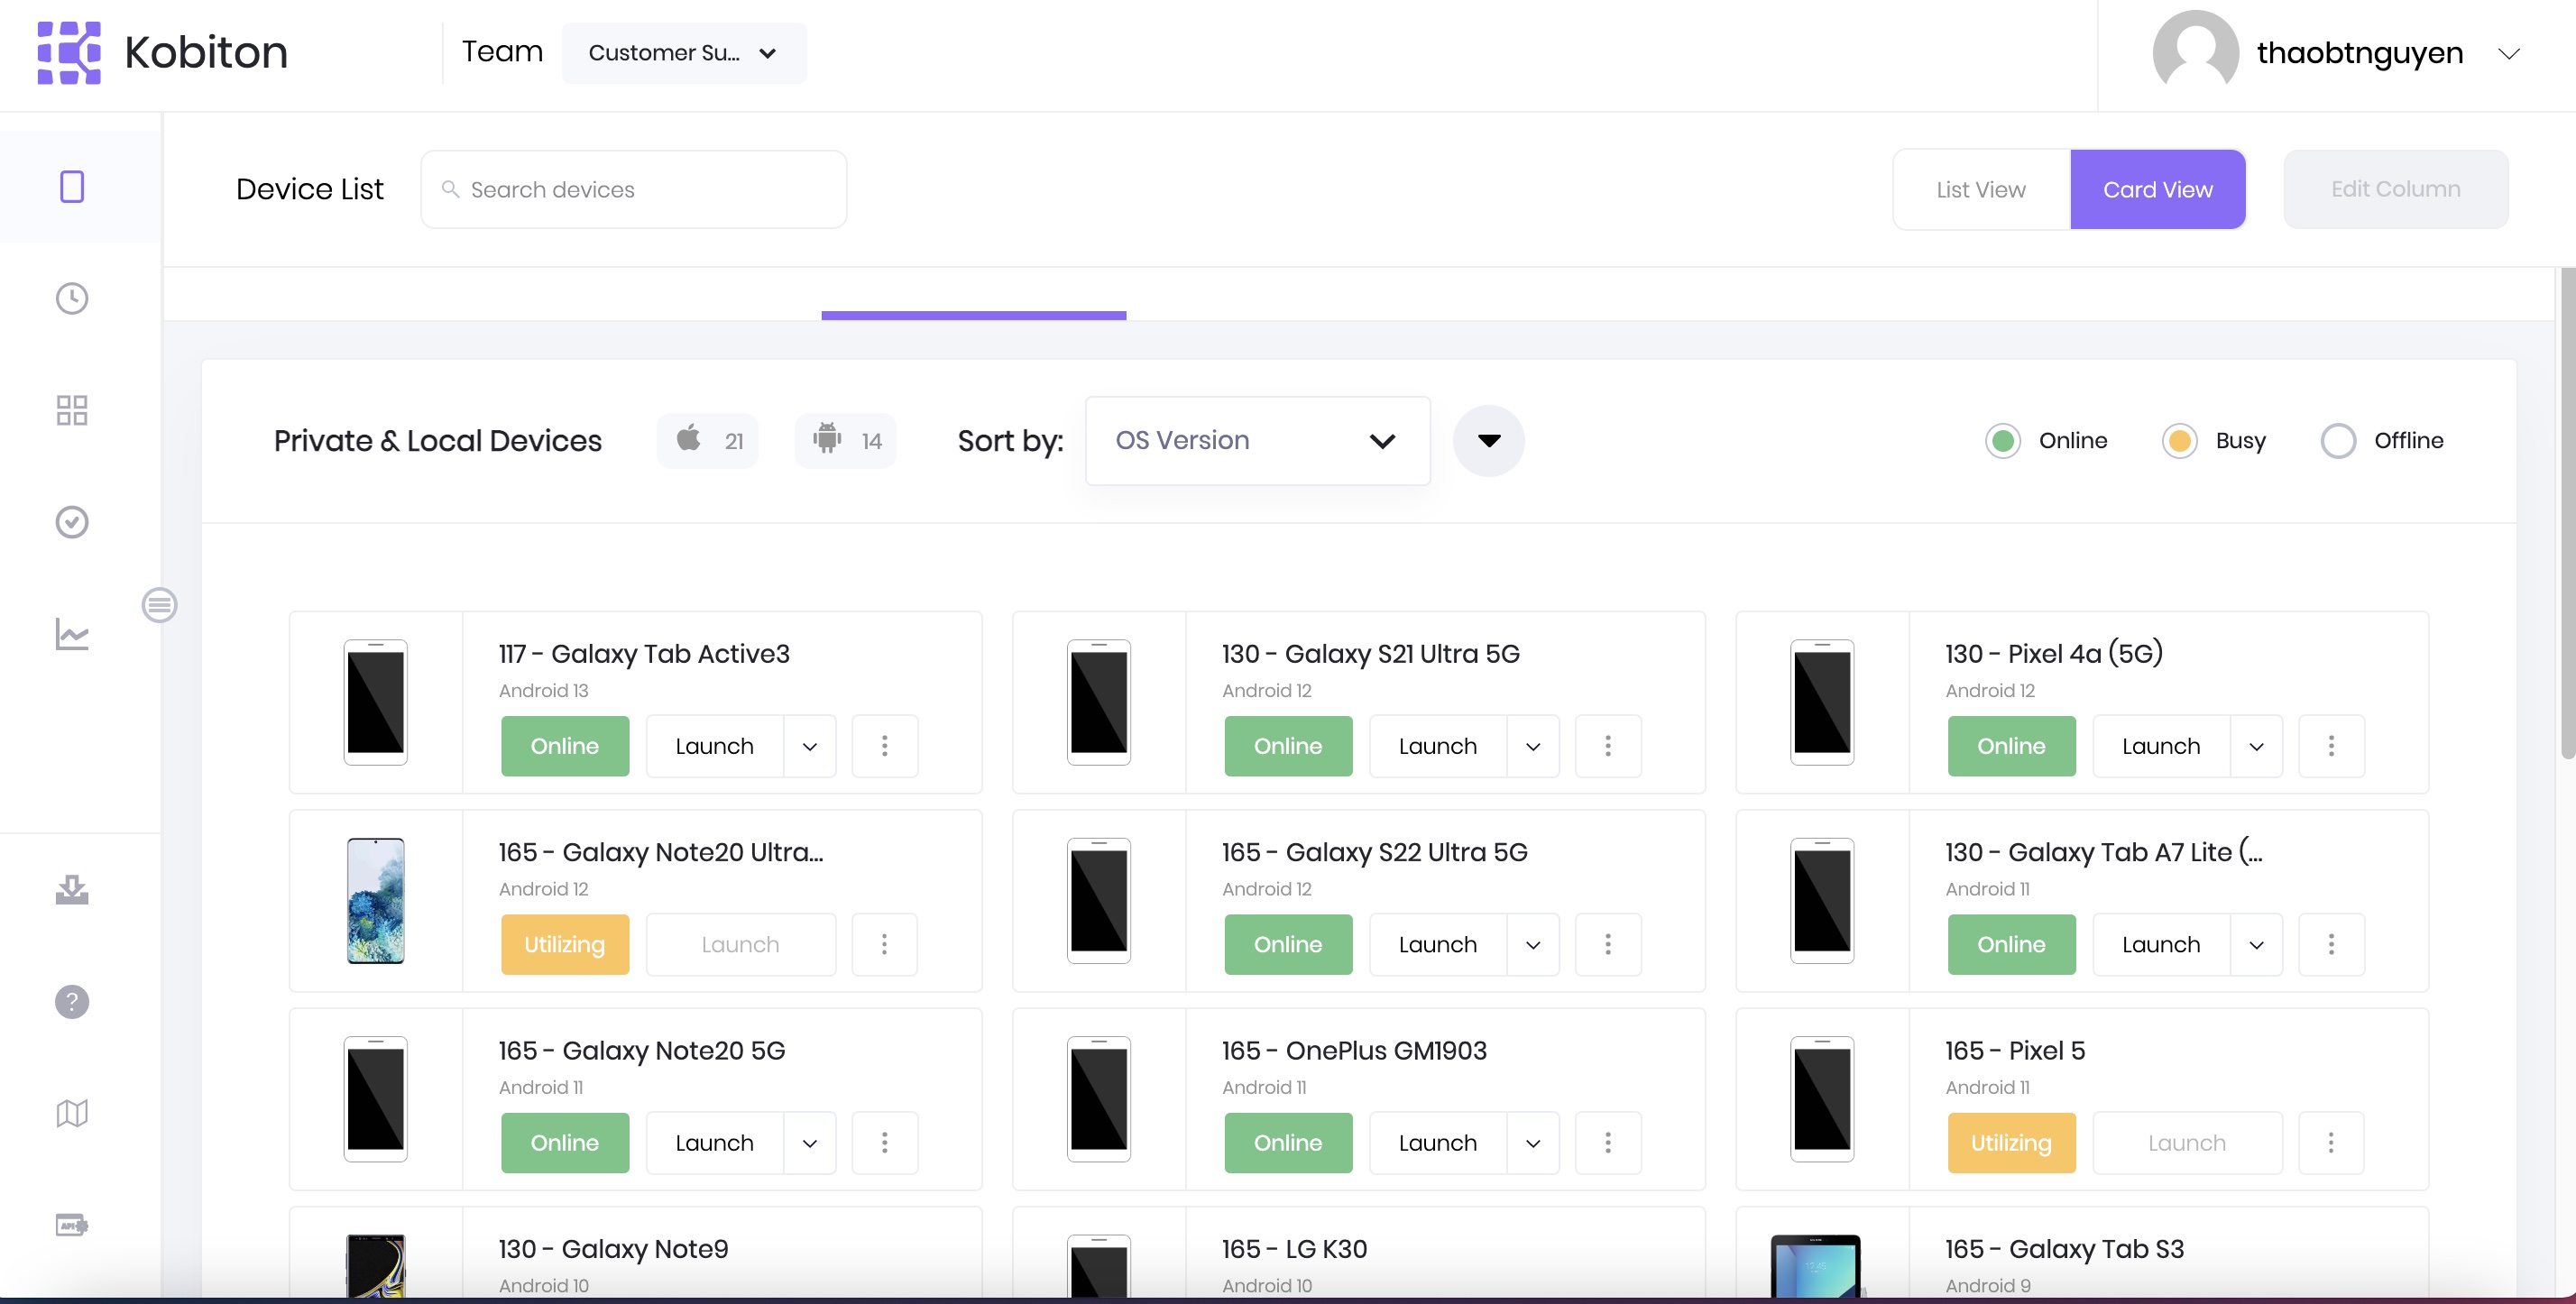 Kobiton
Team
Customer Su...
thaobtnguyen
Device List
Search devices
List View
Card View
Edit Column
Private & Local Devices
21
14
Sort by:
OS Version
Online
Busy
Offline
117 - Galaxy Tab Active3
Android 13
Online
Launch
130 - Galaxy S21 Ultra 5G
Android 12
Online
Launch
130 - Pixel 4a (5G)
Android 12
Online
Launch
165 - Galaxy Note20 Ultra...
Android 12
Utilizing
Launch
165 - Galaxy S22 Ultra 5G
Android 12
Online
Launch
130 - Galaxy Tab A7 Lite (...
Android 11
Online
Launch
165 - Galaxy Note20 5G
Android 11
Online
Launch
165 - OnePlus GM1903
Android 11
Online
Launch
165 - Pixel 5
Android 11
Utilizing
Launch
?
API
130 - Galaxy Note9
Android 10
165 - LG K30
Android 10
165 - Galaxy Tab S3
Android 9